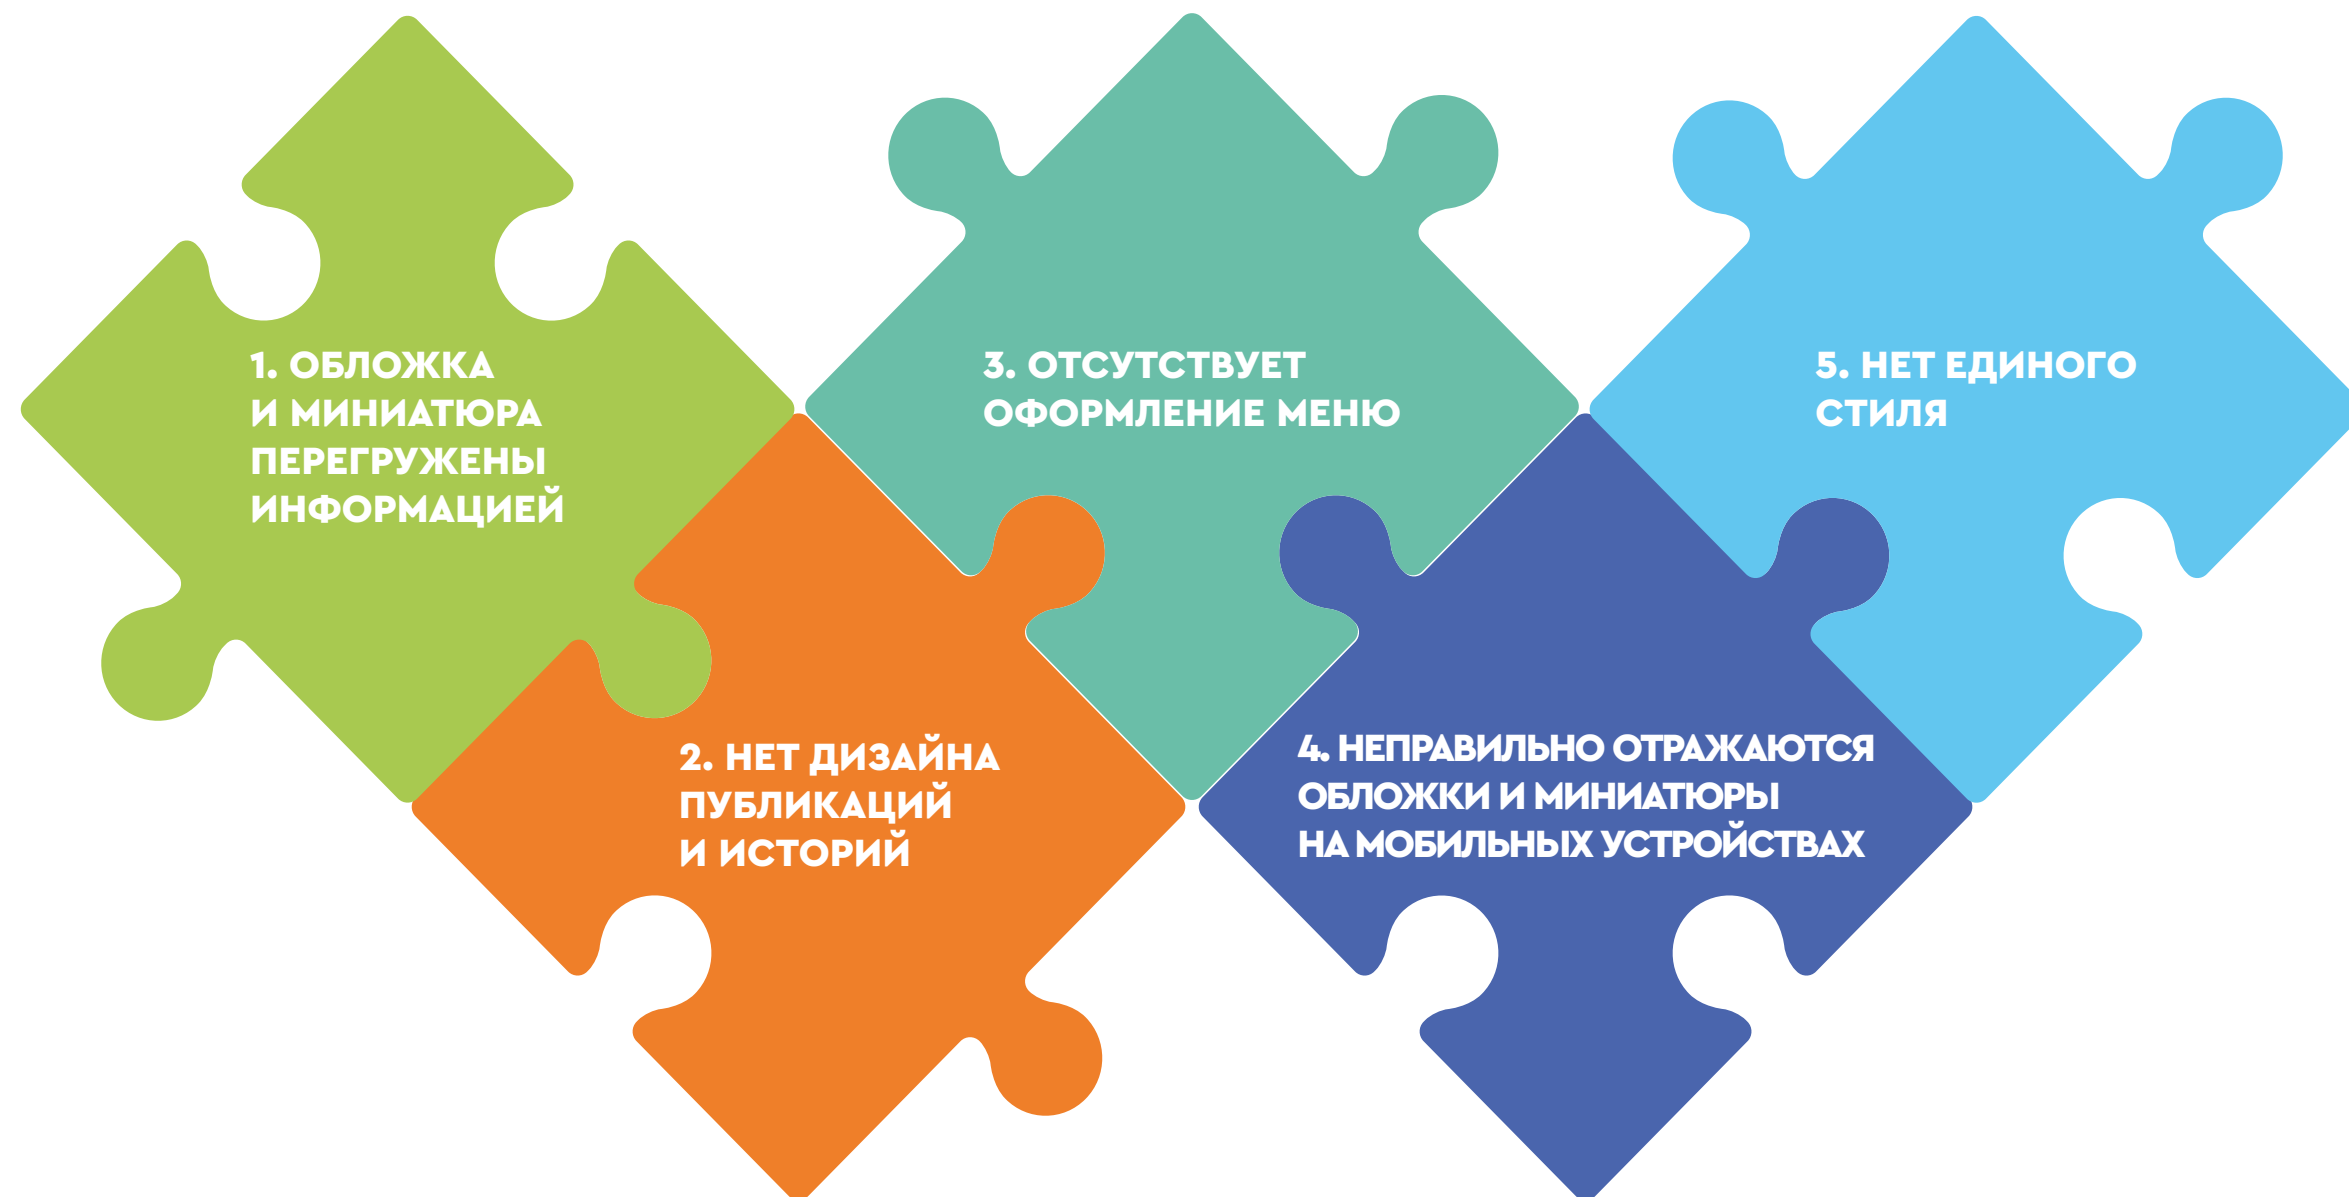 1. ОБЛОЖКА
И МИНИАТЮРА
ПЕРЕГРУЖЕНЫ
ИНФОРМАЦИЕЙ
2. НЕТ ДИЗАЙНА
ПУБЛИКАЦИЙ
И ИСТОРИЙ
3. ОТСУТСТВУЕТ
ОФОРМЛЕНИЕ МЕНЮ
4. НЕПРАВИЛЬНО ОТРАЖАЮТСЯ
ОБЛОЖКИ И МИНИАТЮРЫ
НА МОБИЛЬНЫХ УСТРОЙСТВАХ
5. НЕТ ЕДИНОГО
СТИЛЯ